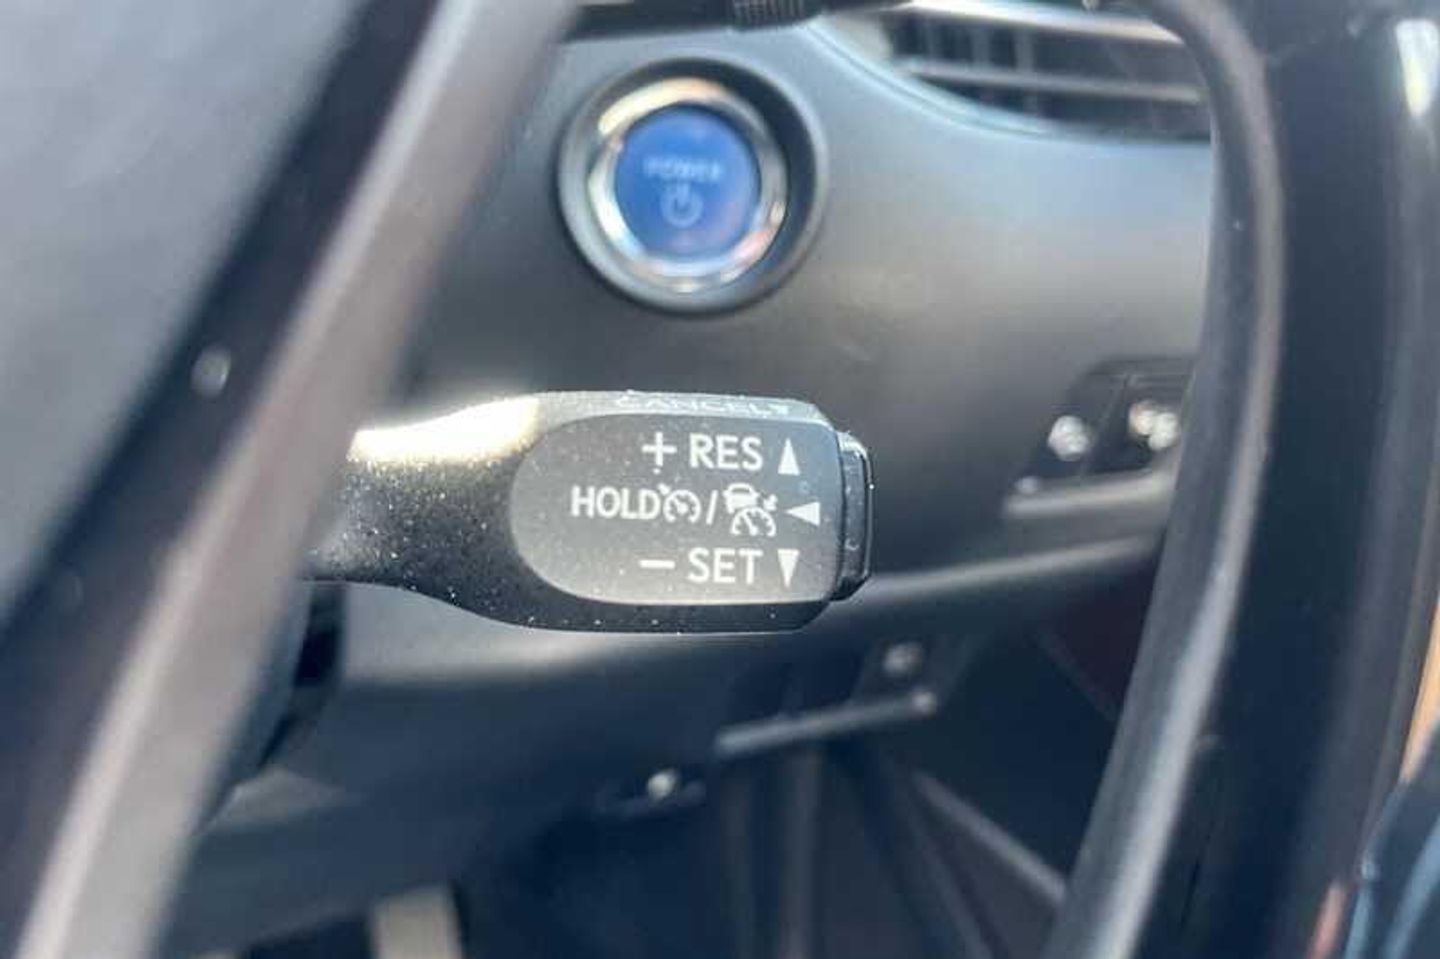 POWER
CANCEL
+ RES
HOLD /
− SET